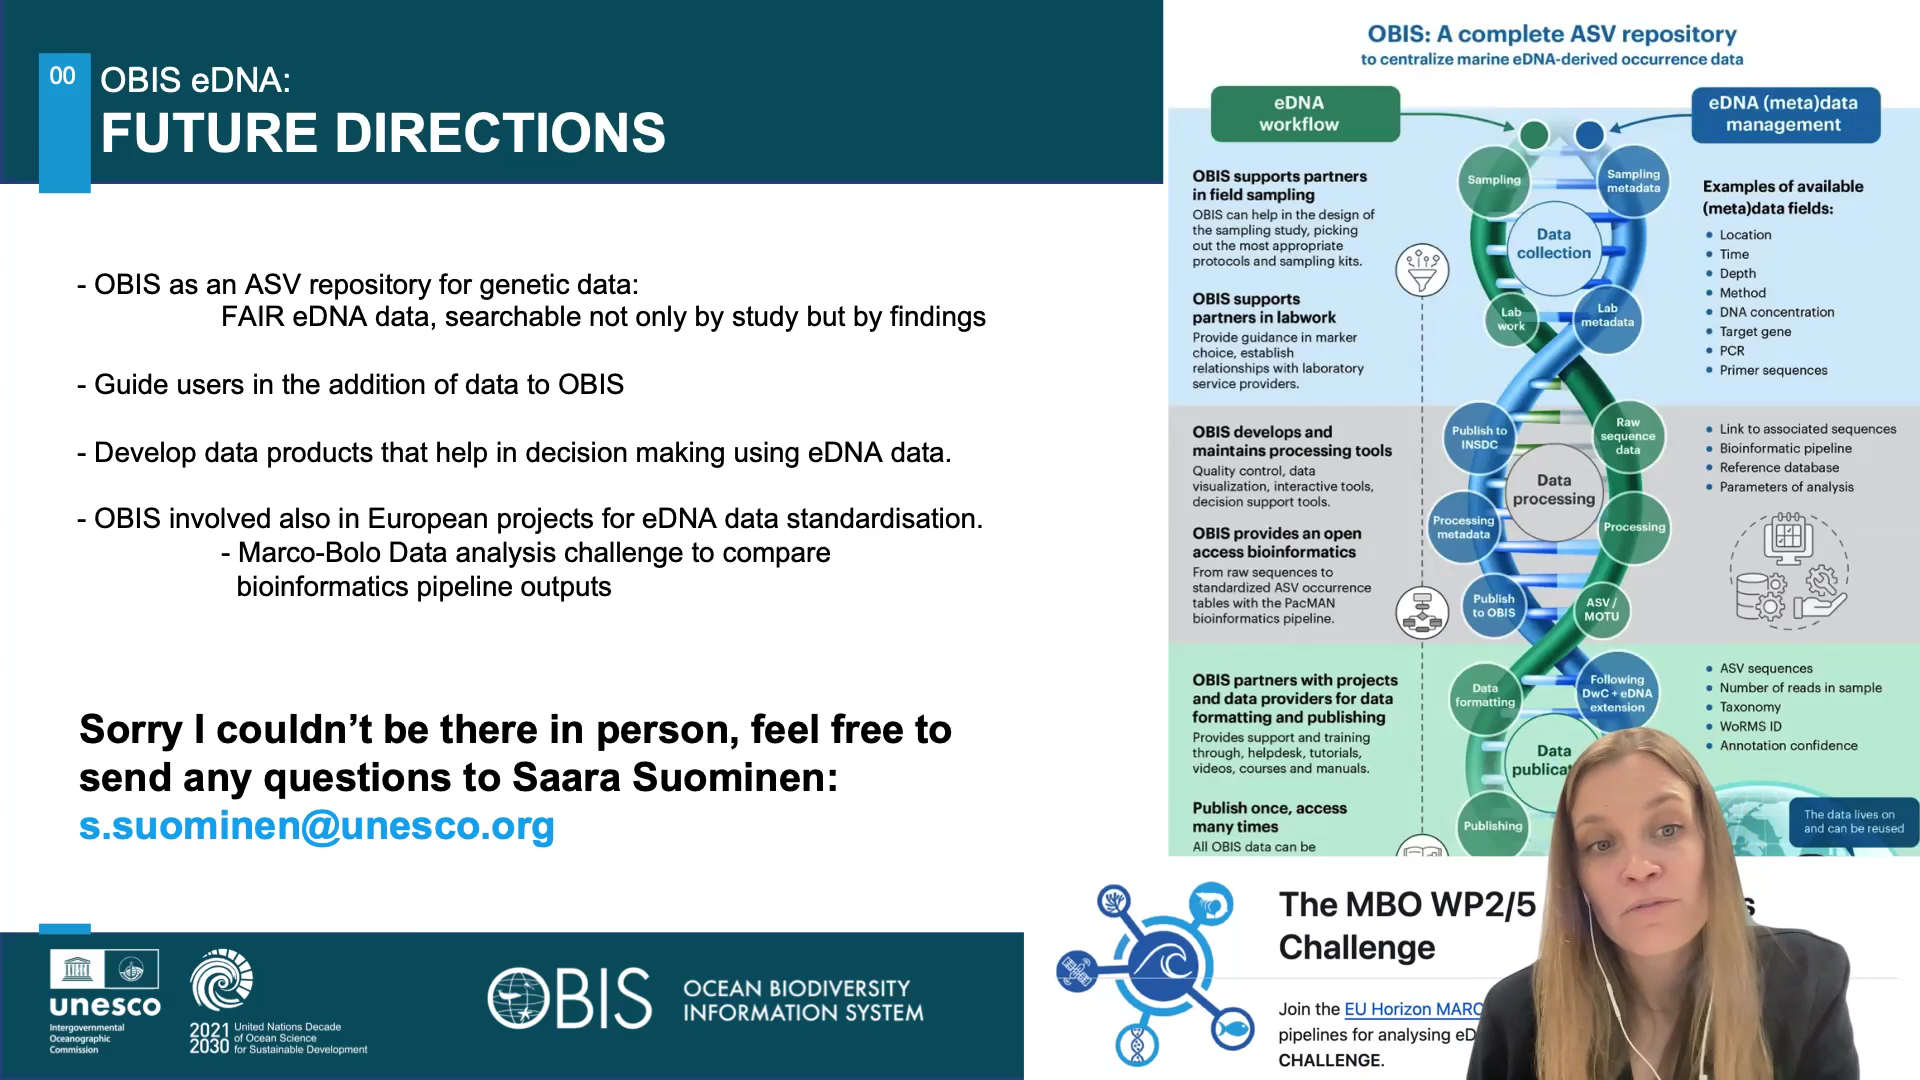 00
OBIS eDNA:
FUTURE DIRECTIONS
- OBIS as an ASV repository for genetic data:
FAIR eDNA data, searchable not only by study but by findings
- Guide users in the addition of data to OBIS
- Develop data products that help in decision making using eDNA data.
- OBIS involved also in European projects for eDNA data standardisation.
- Marco-Bolo Data analysis challenge to compare
bioinformatics pipeline outputs
Sorry I couldn't be there in person, feel free to
send any questions to Saara Suominen:
s.suominen@unesco.org
unesco
Intergovernmental
Oceanographic
Commission
2021
2030
United Nations Decade
of Ocean Science
for Sustainable Development
OBIS
OCEAN BIODIVERSITY
INFORMATION SYSTEM
OBIS: A complete ASV repository
to centralize marine eDNA-derived occurrence data
eDNA
workflow
eDNA (meta)data
management
OBIS supports partners
in field sampling
OBIS can help in the design of
the sampling study, picking
out the most appropriate
protocols and sampling kits.
OBIS supports
partners in labwork
Provide guidance in marker
choice, establish
relationships with laboratory
service providers.
Sampling
Sampling
metadata
Data
collection
Lab
work
Lab
metadata
Examples of available
(meta)data fields:
• Location
• Time
• Depth
• Method
• DNA concentration
• Target gene
• PCR
• Primer sequences
OBIS develops and
maintains processing tools
Quality control, data
visualization, interactive tools,
decision support tools.
OBIS provides an open
access bioinformatics
From raw sequences to
standardized ASV occurrence
tables with the PacMAN
bioinformatics pipeline.
Publish to
INSDC
Raw
sequence
data
Data
processing
Processing
metadata
Processing
Publish
to OBIS
ASV /
MOTU
• Link to associated sequences
• Bioinformatic pipeline
• Reference database
• Parameters of analysis
OBIS partners with projects
and data providers for data
formatting and publishing
Provides support and training
through, helpdesk, tutorials,
videos, courses and manuals.
Publish once, access
many times
All OBIS data can be
Data
formatting
Following
DwC + eDNA
extension
Data
publicat
Publishing
• ASV sequences
• Number of reads in sample
• Taxonomy
• WoRMS ID
• Annotation confidence
The data lives on
and can be reused
The MBO WP2/5 s
Challenge
Join the EU Horizon MARC
pipelines for analysing eD
CHALLENGE.